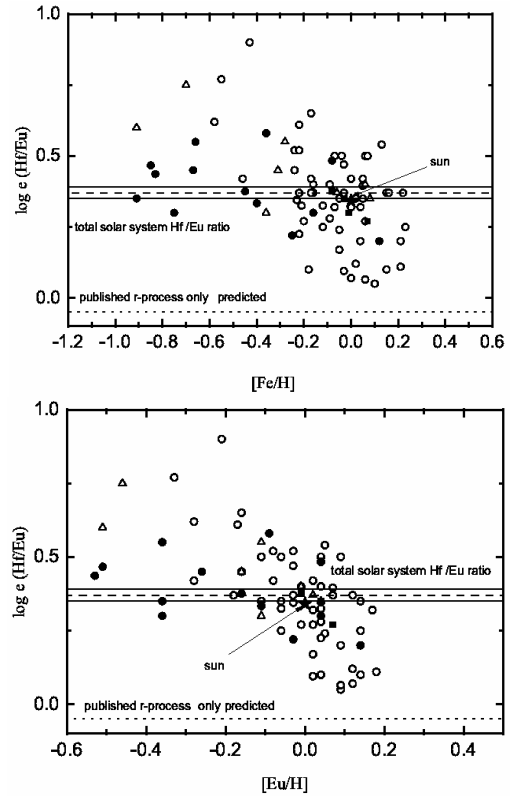 1.0
0.5
0.0
log e (Hf/Eu)
sun
total solar system Hf /Eu ratio
published r-process only predicted
-1.2 -1.0 -0.8 -0.6 -0.4 -0.2 0.0 0.2 0.4 0.6
[Fe/H]
1.0
0.5
0.0
log e (Hf/Eu)
total solar system Hf /Eu ratio
sun
published r-process only predicted
-0.6 -0.4 -0.2 0.0 0.2 0.4
[Eu/H]